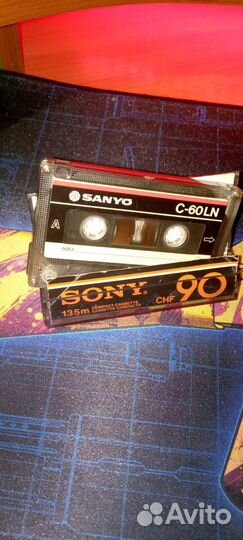 SANYO
C-60LN
A
SONY
CHF 90
135m
COMPACT CASSETTE
Avito